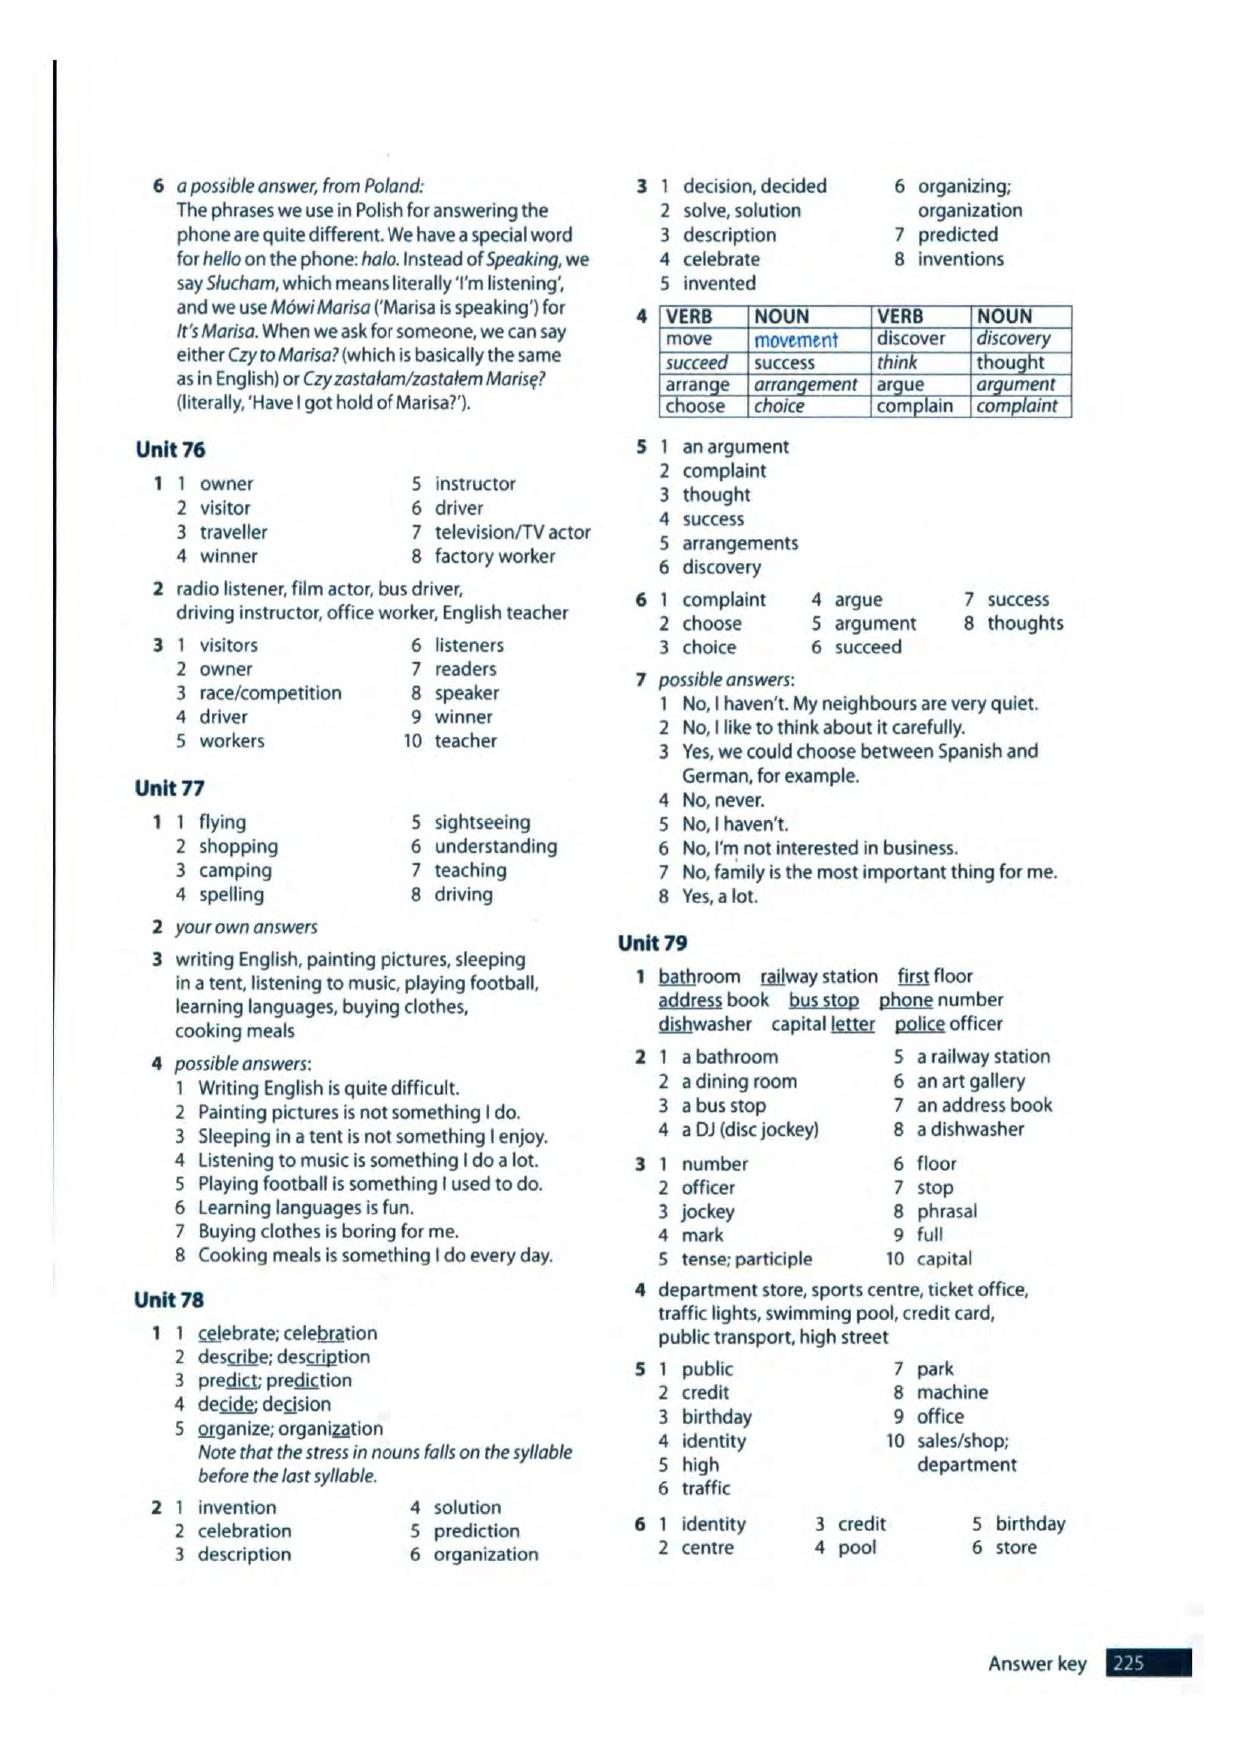 6 a possible answer, from Poland:
The phrases we use in Polish for answering the
phone are quite different. We have a special word
for hello on the phone: halo. Instead of Speaking, we
say Słucham, which means literally ‘I’m listening’,
and we use Mówi Marisa (‘Marisa is speaking’) for
It’s Marisa. When we ask for someone, we can say
either Czy to Marisa? (which is basically the same
as in English) or Czy zastałam/zastałem Marisę?
(literally, ‘Have I got hold of Marisa?’).
Unit 76
1 1 owner 5 instructor
2 visitor 6 driver
3 traveller 7 television/TV actor
4 winner 8 factory worker
2 radio listener, film actor, bus driver,
driving instructor, office worker, English teacher
3 1 visitors 6 listeners
2 owner 7 readers
3 race/competition 8 speaker
4 driver 9 winner
5 workers 10 teacher
Unit 77
1 1 flying 5 sightseeing
2 shopping 6 understanding
3 camping 7 teaching
4 spelling 8 driving
2 your own answers
3 writing English, painting pictures, sleeping
in a tent, listening to music, playing football,
learning languages, buying clothes,
cooking meals
4 possible answers:
1 Writing English is quite difficult.
2 Painting pictures is not something I do.
3 Sleeping in a tent is not something I enjoy.
4 Listening to music is something I do a lot.
5 Playing football is something I used to do.
6 Learning languages is fun.
7 Buying clothes is boring for me.
8 Cooking meals is something I do every day.
Unit 78
1 1 celebrate; celebration
2 describe; description
3 predict; prediction
4 decide; decision
5 organize; organization
Note that the stress in nouns falls on the syllable
before the last syllable.
2 1 invention 4 solution
2 celebration 5 prediction
3 description 6 organization
3 1 decision, decided 6 organizing;
2 solve, solution organization
3 description 7 predicted
4 celebrate 8 inventions
5 invented
4 VERB NOUN VERB NOUN
move movement discover discovery
succeed success think thought
arrange arrangement argue argument
choose choice complain complaint
5 1 an argument
2 complaint
3 thought
4 success
5 arrangements
6 discovery
6 1 complaint 4 argue 7 success
2 choose 5 argument 8 thoughts
3 choice 6 succeed
7 possible answers:
1 No, I haven’t. My neighbours are very quiet.
2 No, I like to think about it carefully.
3 Yes, we could choose between Spanish and
German, for example.
4 No, never.
5 No, I haven’t.
6 No, I’m not interested in business.
7 No, family is the most important thing for me.
8 Yes, a lot.
Unit 79
1 bathroom railway station first floor
address book bus stop phone number
dishwasher capital letter police officer
2 1 a bathroom 5 a railway station
2 a dining room 6 an art gallery
3 a bus stop 7 an address book
4 a DJ (disc jockey) 8 a dishwasher
3 1 number 6 floor
2 officer 7 stop
3 jockey 8 phrasal
4 mark 9 full
5 tense; participle 10 capital
4 department store, sports centre, ticket office,
traffic lights, swimming pool, credit card,
public transport, high street
5 1 public 7 park
2 credit 8 machine
3 birthday 9 office
4 identity 10 sales/shop;
5 high department
6 traffic
6 1 identity 3 credit 5 birthday
2 centre 4 pool 6 store
Answer key 225